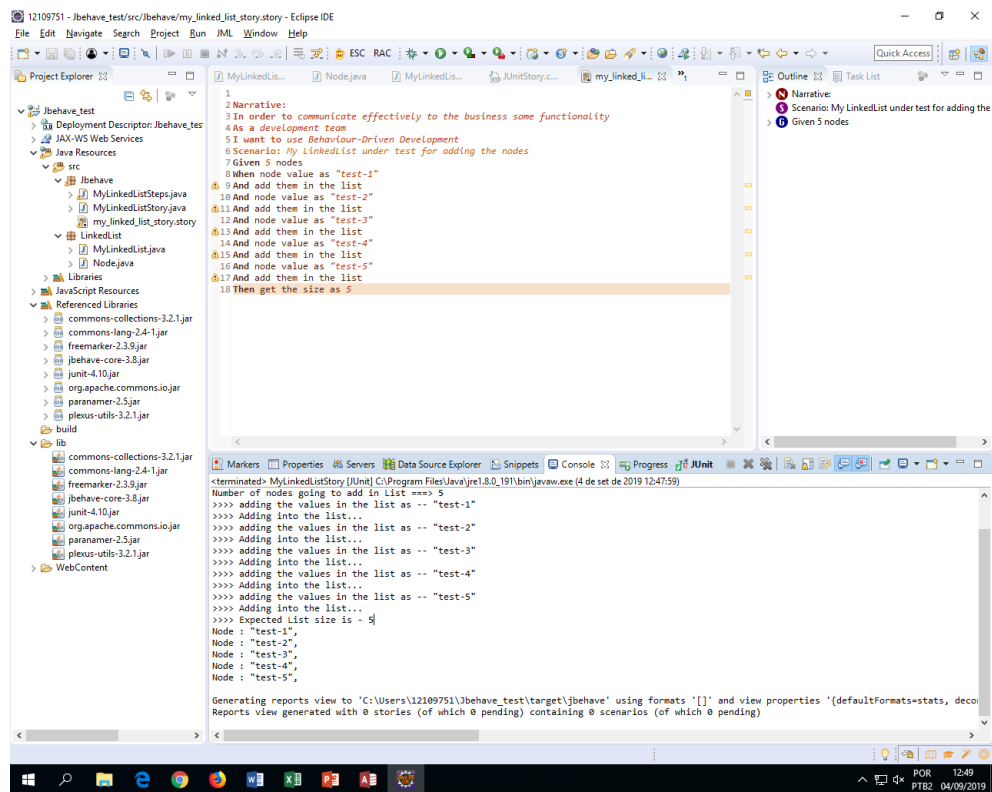 12109751 - Jbehave_test/src/Jbehave/my_linked_list_story.story - Eclipse IDE
File Edit Navigate Search Project Run JML Window Help
ESC RAC
Quick Access
Project Explorer
Jbehave_test
Deployment Descriptor: Jbehave_tes
JAX-WS Web Services
Java Resources
src
Jbehave
MyLinkedListSteps.java
MyLinkedListStory.java
my_linked_list_story.story
LinkedList
MyLinkedList.java
Node.java
Libraries
JavaScript Resources
Referenced Libraries
commons-collections-3.2.1.jar
commons-lang-2.4-1.jar
freemarker-2.3.9.jar
jbehave-core-3.8.jar
junit-4.10.jar
org.apache.commons.io.jar
paranamer-2.5.jar
plexus-utils-3.2.1.jar
build
lib
commons-collections-3.2.1.jar
commons-lang-2.4-1.jar
freemarker-2.3.9.jar
jbehave-core-3.8.jar
junit-4.10.jar
org.apache.commons.io.jar
paranamer-2.5.jar
plexus-utils-3.2.1.jar
WebContent
MyLinkedLis... Node.java MyLinkedLis... JUnitStory.c... my_linked_li... »1
1
2 Narrative:
3 In order to communicate effectively to the business some functionality
4 As a development team
5 I want to use Behaviour-Driven Development
6 Scenario: My LinkedList under test for adding the nodes
7 Given 5 nodes
8 When node value as "test-1"
9 And add them in the list
10 And node value as "test-2"
11 And add them in the list
12 And node value as "test-3"
13 And add them in the list
14 And node value as "test-4"
15 And add them in the list
16 And node value as "test-5"
17 And add them in the list
18 Then get the size as 5
Outline Task List
N Narrative:
S Scenario: My LinkedList under test for adding the
G Given 5 nodes
Markers Properties Servers Data Source Explorer Snippets Console Progress JUnit
<terminated> MyLinkedListStory [JUnit] C:\Program Files\Java\jre1.8.0_191\bin\javaw.exe (4 de set de 2019 12:47:59)
Number of nodes going to add in List ===> 5
>>>> adding the values in the list as -- "test-1"
>>>> Adding into the list...
>>>> adding the values in the list as -- "test-2"
>>>> Adding into the list...
>>>> adding the values in the list as -- "test-3"
>>>> Adding into the list...
>>>> adding the values in the list as -- "test-4"
>>>> Adding into the list...
>>>> adding the values in the list as -- "test-5"
>>>> Adding into the list...
>>>> Expected List size is - 5
Node : "test-1",
Node : "test-2",
Node : "test-3",
Node : "test-4",
Node : "test-5",
Generating reports view to 'C:\Users\12109751\Jbehave_test\target\jbehave' using formats '[]' and view properties '{defaultFormats=stats, deco
Reports view generated with 0 stories (of which 0 pending) containing 0 scenarios (of which 0 pending)
POR 12:49
PTB2 04/09/2019